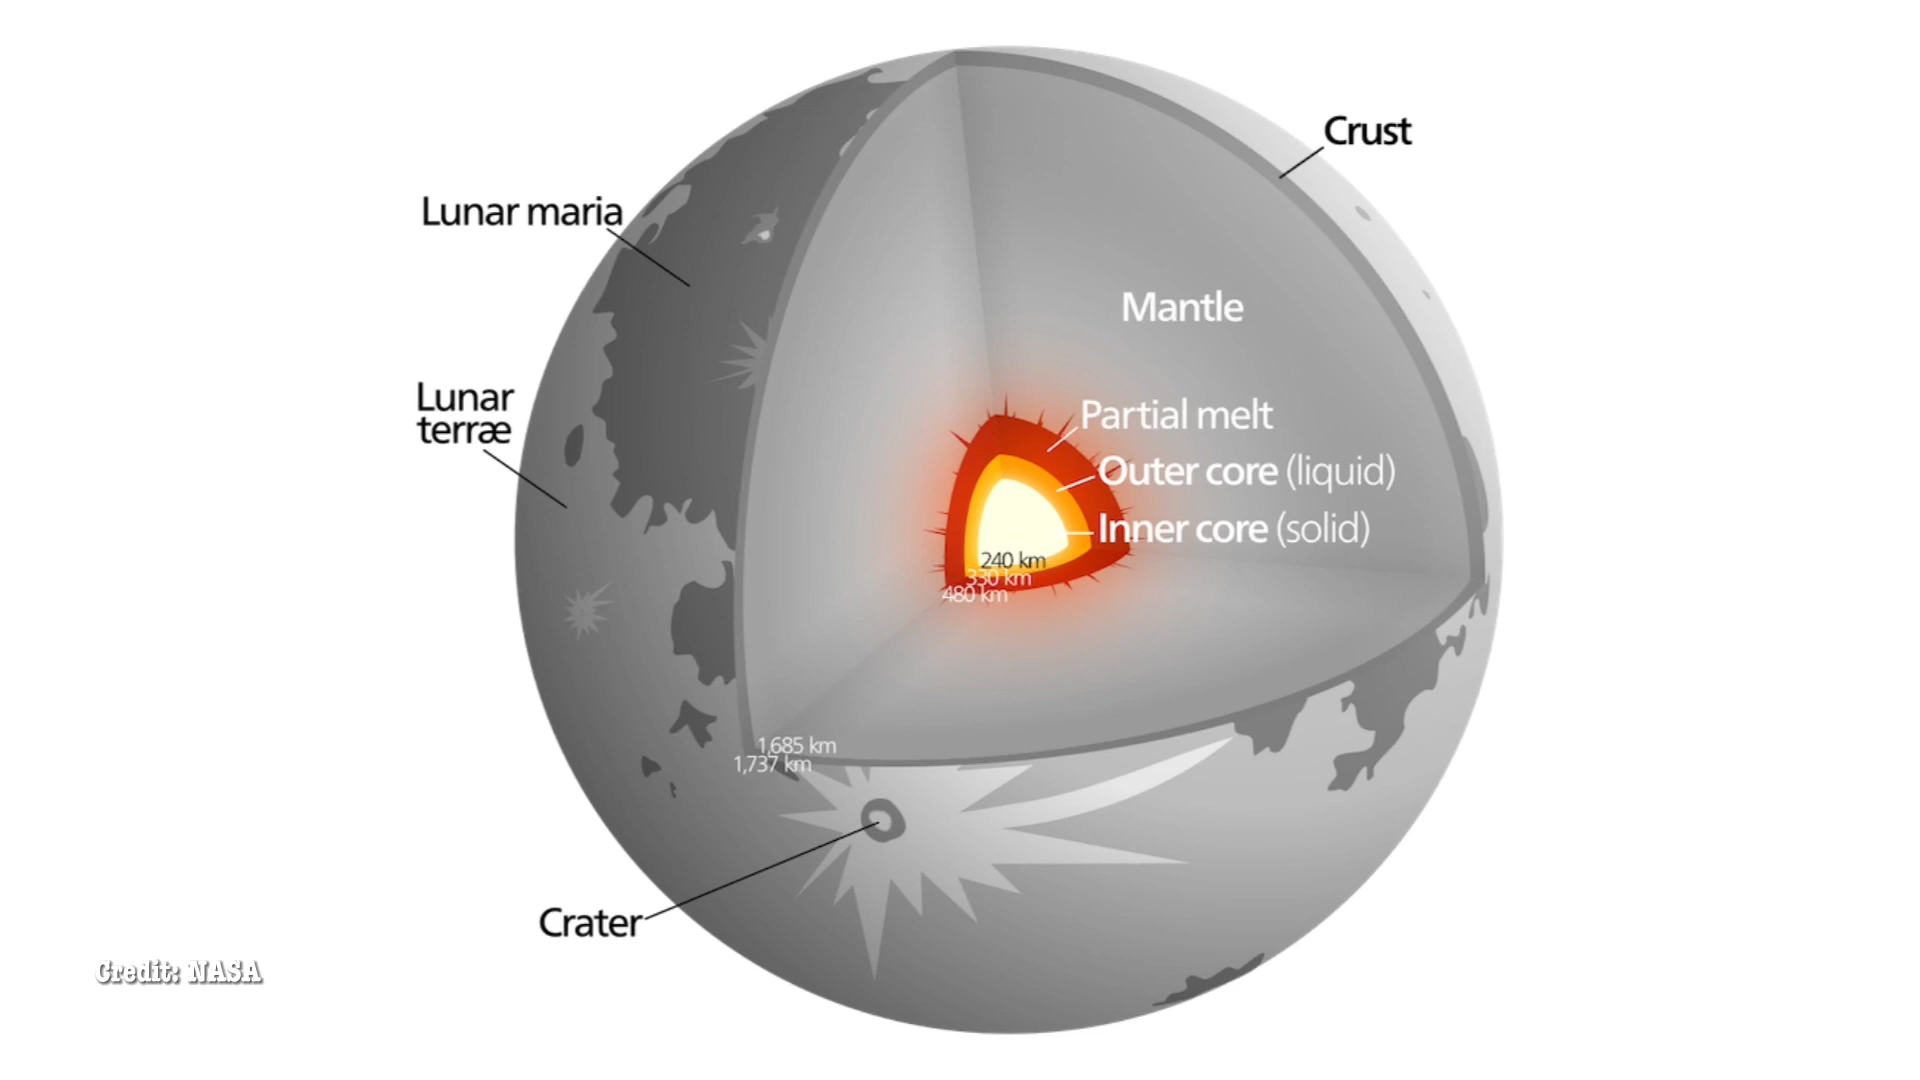 Crust
Lunar maria
Mantle
Lunar
terræ
Partial melt
Outer core (liquid)
Inner core (solid)
240 km
330 km
480 km
1,685 km
1,737 km
Crater
Credit: NASA